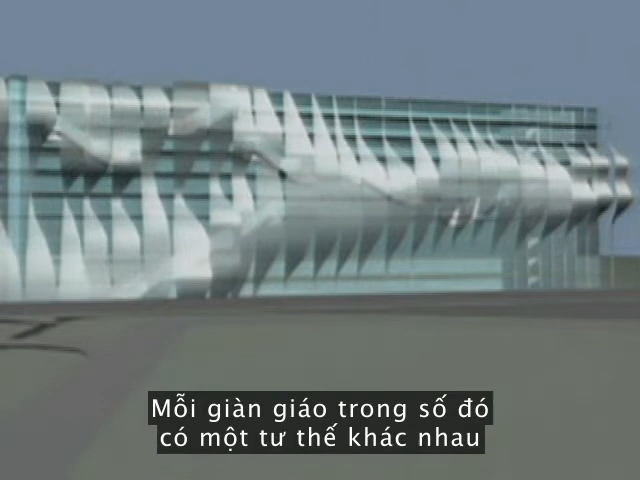 Mỗi giàn giáo trong số đó
có một tư thế khác nhau